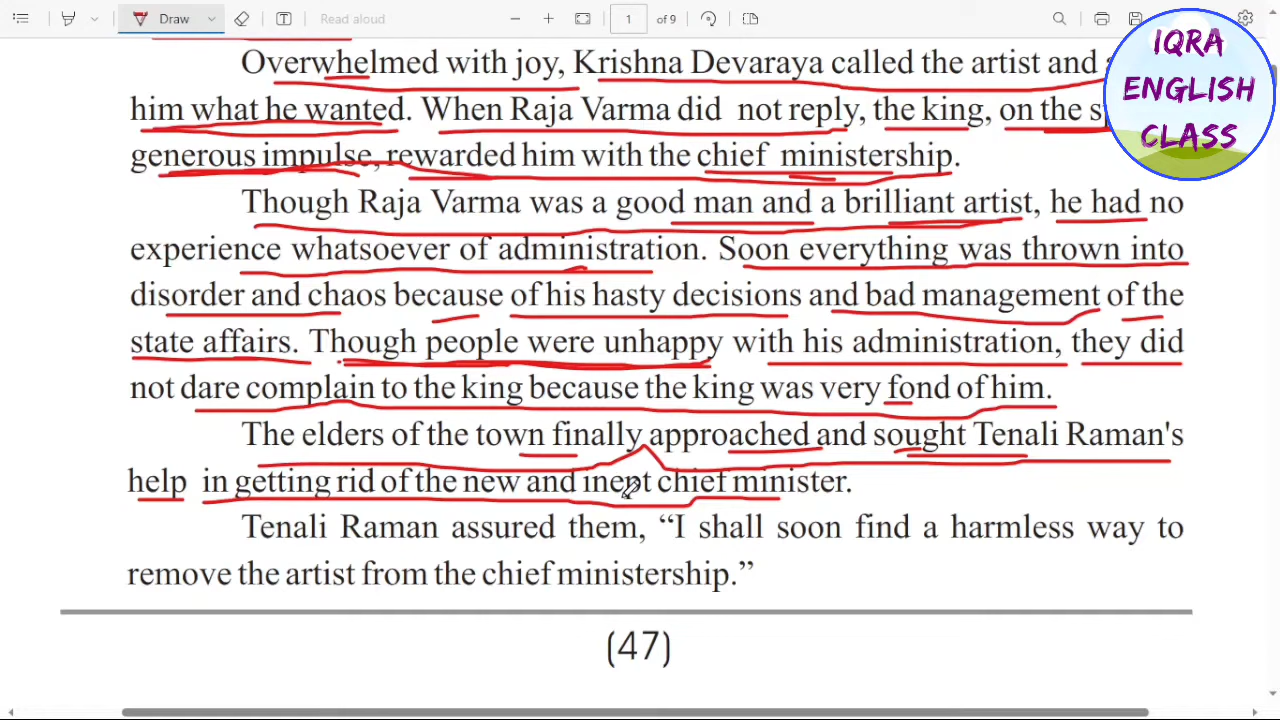 Draw
Read aloud
1 of 9
IQRA
ENGLISH
CLASS
Overwhelmed with joy, Krishna Devaraya called the artist and
him what he wanted. When Raja Varma did not reply, the king, on the
generous impulse, rewarded him with the chief ministership.
Though Raja Varma was a good man and a brilliant artist, he had no
experience whatsoever of administration. Soon everything was thrown into
disorder and chaos because of his hasty decisions and bad management of the
state affairs. Though people were unhappy with his administration, they did
not dare complain to the king because the king was very fond of him.
The elders of the town finally approached and sought Tenali Raman's
help in getting rid of the new and inept chief minister.
Tenali Raman assured them, “I shall soon find a harmless way to
remove the artist from the chief ministership.”
(47)